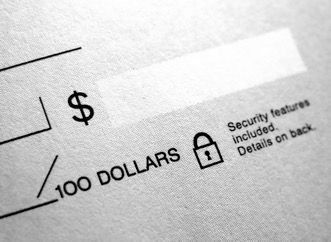 $
/100 DOLLARS
Security features
included.
Details on back.